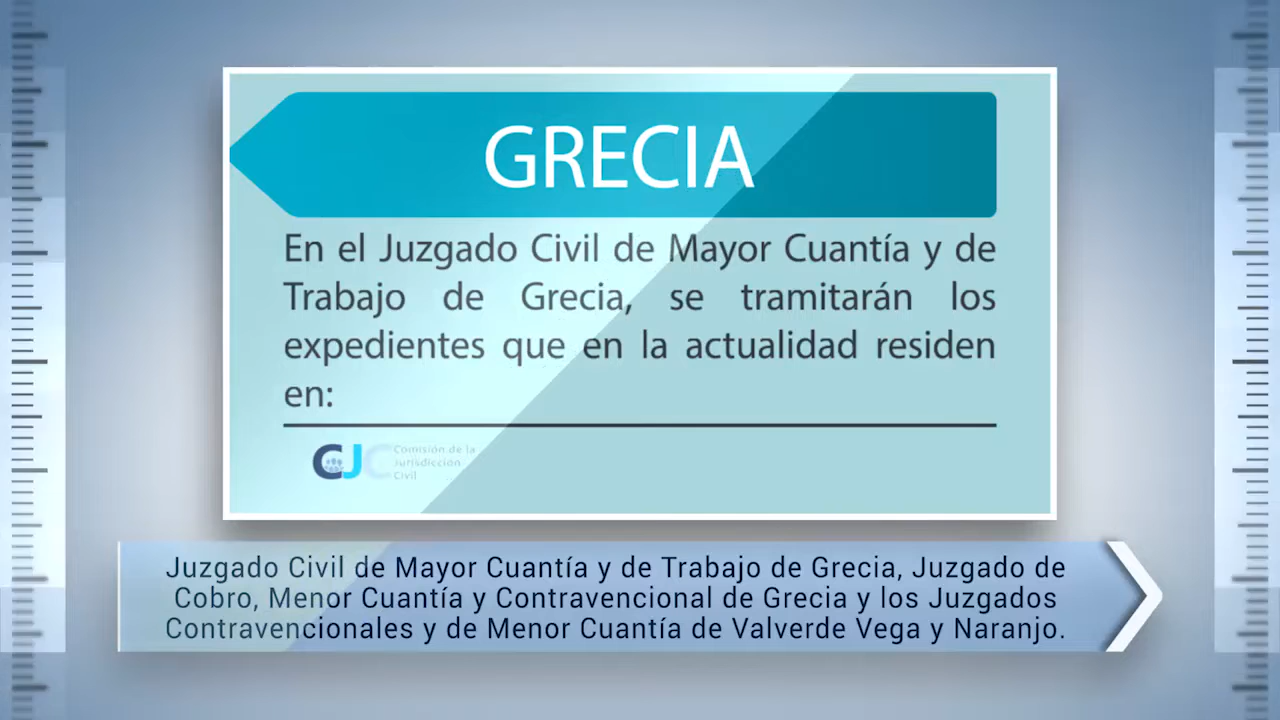 GRECIA
En el Juzgado Civil de Mayor Cuantía y de
Trabajo de Grecia, se tramitarán los
expedientes que en la actualidad residen
en:
CJC
Comisión de la
Jurisdicción
Civil
Juzgado Civil de Mayor Cuantía y de Trabajo de Grecia, Juzgado de
Cobro, Menor Cuantía y Contravencional de Grecia y los Juzgados
Contravencionales y de Menor Cuantía de Valverde Vega y Naranjo.